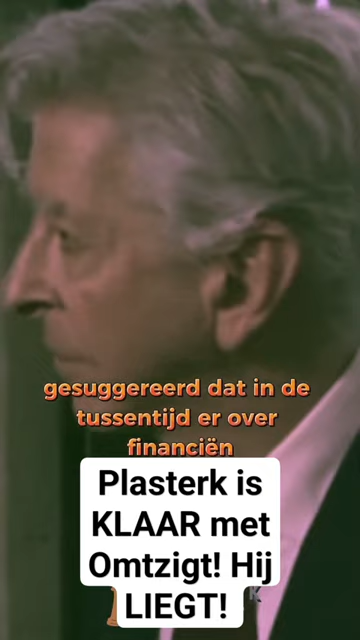 gesuggereerd dat in de
tussentijd er over
financiën
Plasterk is
KLAAR met
Omtzigt! Hij
LIEGT!
K